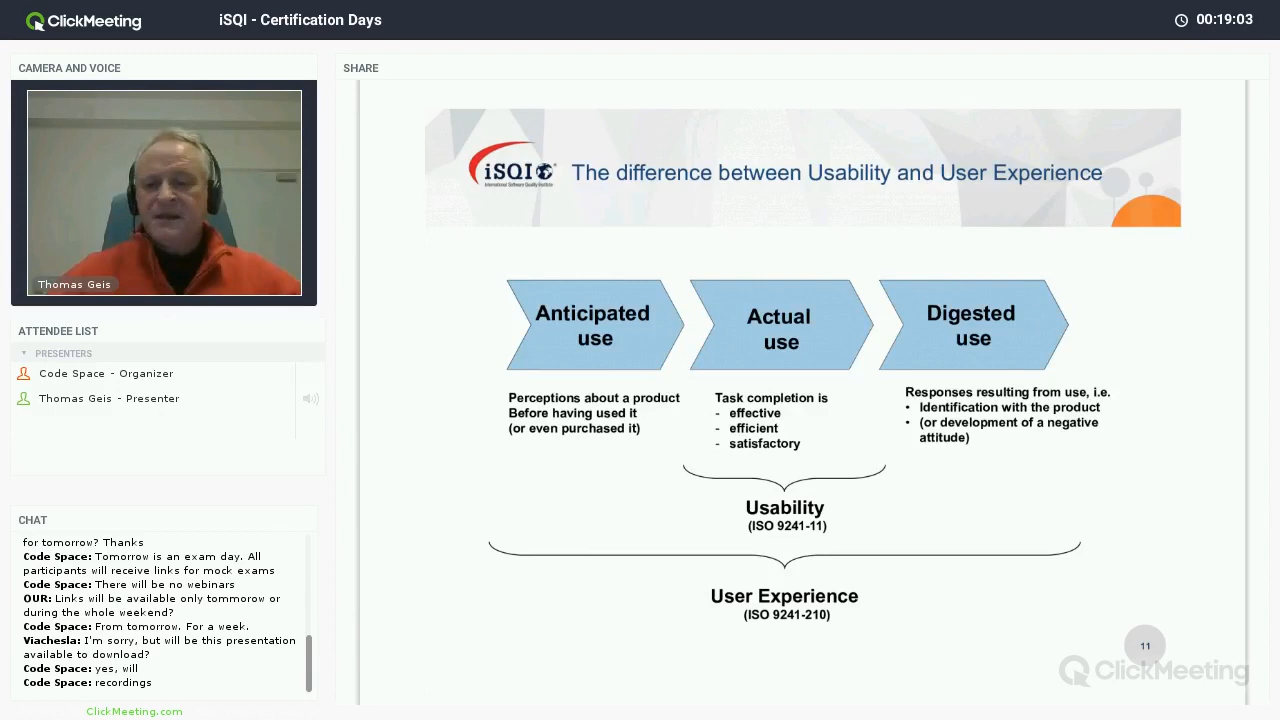 ClickMeeting
iSQI - Certification Days
00:19:03
CAMERA AND VOICE
Thomas Geis
ATTENDEE LIST
PRESENTERS
Code Space - Organizer
Thomas Geis - Presenter
CHAT
for tomorrow? Thanks
Code Space: Tomorrow is an exam day. All
participants will receive links for mock exams
Code Space: There will be no webinars
OUR: Links will be available only tommorow or
during the whole weekend?
Code Space: From tomorrow. For a week.
Viachesla: I'm sorry, but will be this presentation
available to download?
Code Space: yes, will
Code Space: recordings
ClickMeeting.com
SHARE
iSQI
International Software Quality Institute
The difference between Usability and User Experience
Anticipated
use
Actual
use
Digested
use
Perceptions about a product
Before having used it
(or even purchased it)
Task completion is
- effective
- efficient
- satisfactory
Responses resulting from use, i.e.
• Identification with the product
• (or development of a negative
attitude)
Usability
(ISO 9241-11)
User Experience
(ISO 9241-210)
11
ClickMeeting